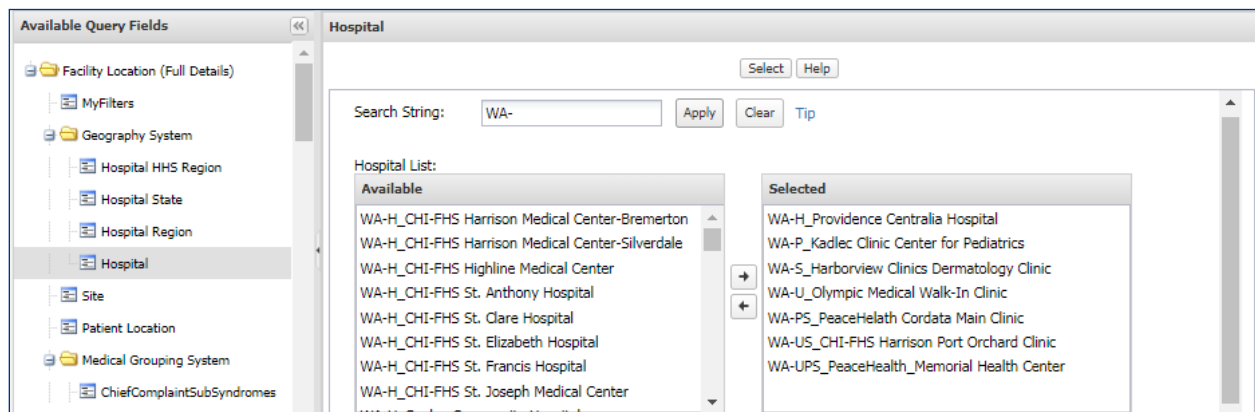 Available Query Fields
Facility Location (Full Details)
MyFilters
Geography System
Hospital HHS Region
Hospital State
Hospital Region
Hospital
Site
Patient Location
Medical Grouping System
ChiefComplaintSubSyndromes
Hospital
Select Help
Search String: WA- Apply Clear Tip
Hospital List:
Available
WA-H_CHI-FHS Harrison Medical Center-Bremerton
WA-H_CHI-FHS Harrison Medical Center-Silverdale
WA-H_CHI-FHS Highline Medical Center
WA-H_CHI-FHS St. Anthony Hospital
WA-H_CHI-FHS St. Clare Hospital
WA-H_CHI-FHS St. Elizabeth Hospital
WA-H_CHI-FHS St. Francis Hospital
WA-H_CHI-FHS St. Joseph Medical Center
Selected
WA-H_Providence Centralia Hospital
WA-P_Kadlec Clinic Center for Pediatrics
WA-S_Harborview Clinics Dermatology Clinic
WA-U_Olympic Medical Walk-In Clinic
WA-PS_PeaceHelath Cordata Main Clinic
WA-US_CHI-FHS Harrison Port Orchard Clinic
WA-UPS_PeaceHealth_Memorial Health Center